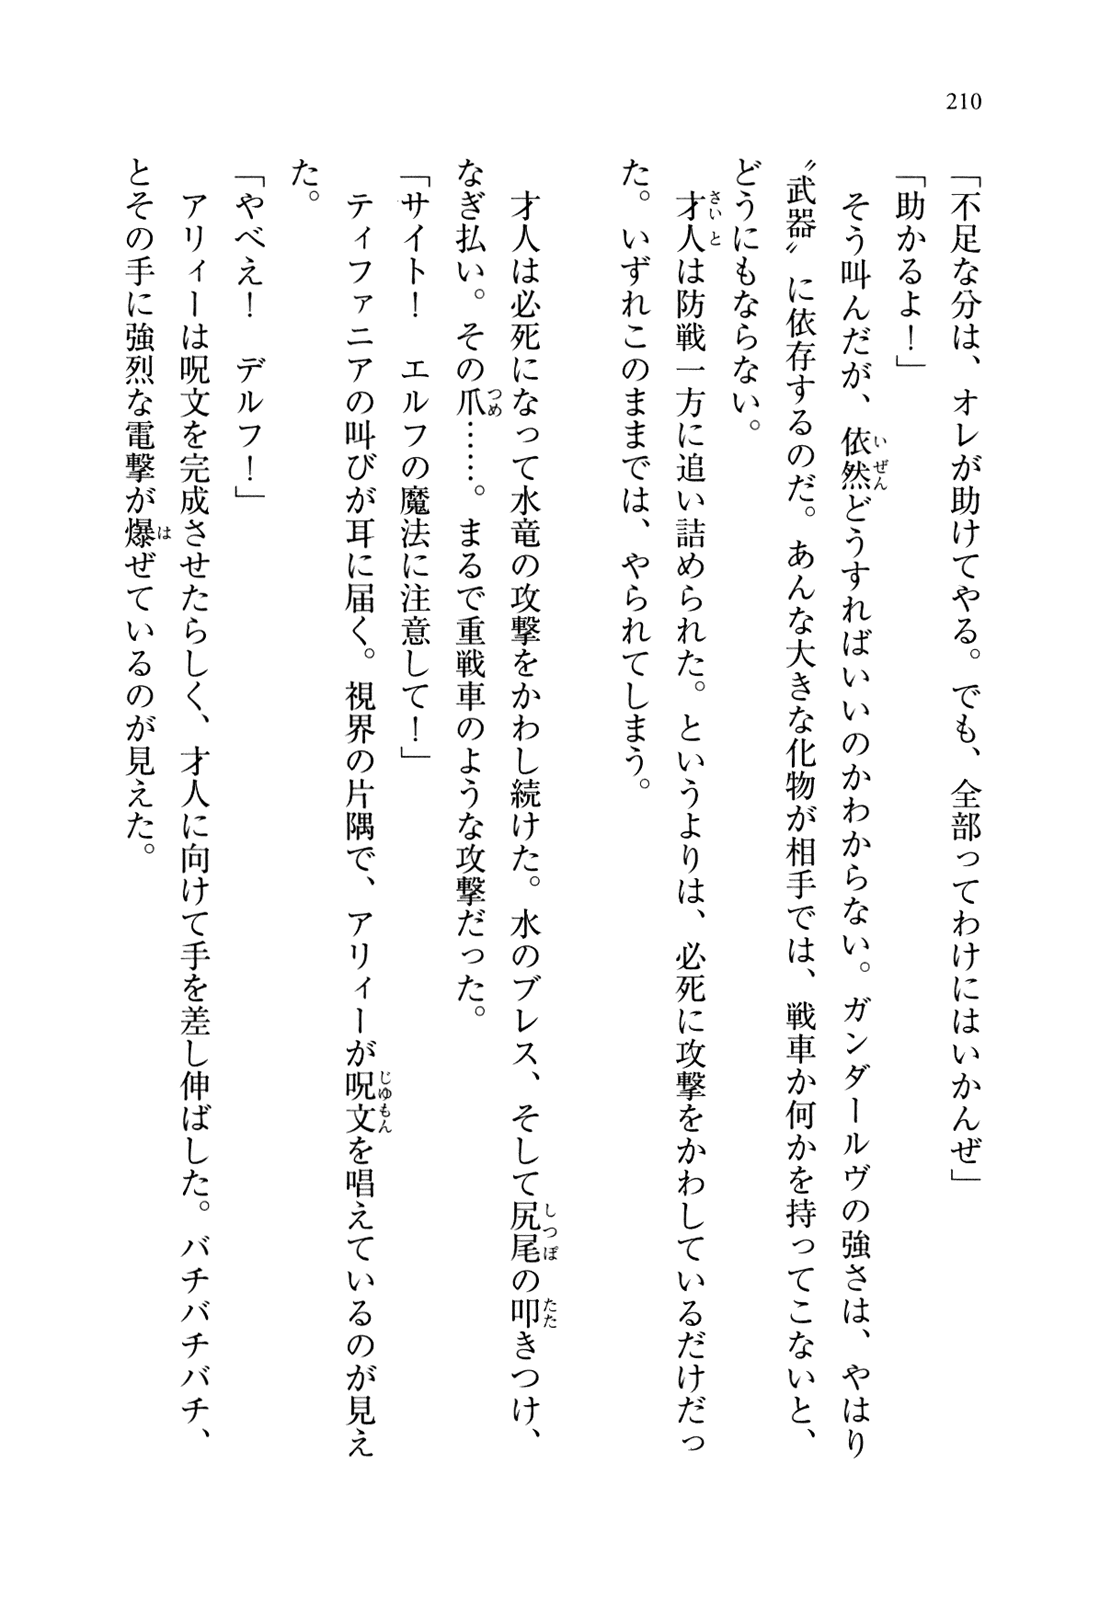 210
「不足な分は、オレが助けてやる。でも、全部ってわけにはいかんぜ」
「助かるよ！」
　そう叫んだが、依然どうすればいいのかわからない。ガンダールヴの強さは、やはり
〝武器〟に依存するのだ。あんな大きな化物が相手では、戦車か何かを持ってこないと、
どうにもならない。
　才人は防戦一方に追い詰められた。というよりは、必死に攻撃をかわしているだけだっ
た。いずれこのままでは、やられてしまう。
　才人は必死になって水竜の攻撃をかわし続けた。水のブレス、そして尻尾の叩きつけ、
なぎ払い。その爪……。まるで重戦車のような攻撃だった。
「サイト！　エルフの魔法に注意して！」
　ティファニアの叫びが耳に届く。視界の片隅で、アリィーが呪文を唱えているのが見え
た。
「やべえ！　デルフ！」
　アリィーは呪文を完成させたらしく、才人に向けて手を差し伸ばした。バチバチバチ、
とその手に強烈な電撃が爆ぜているのが見えた。